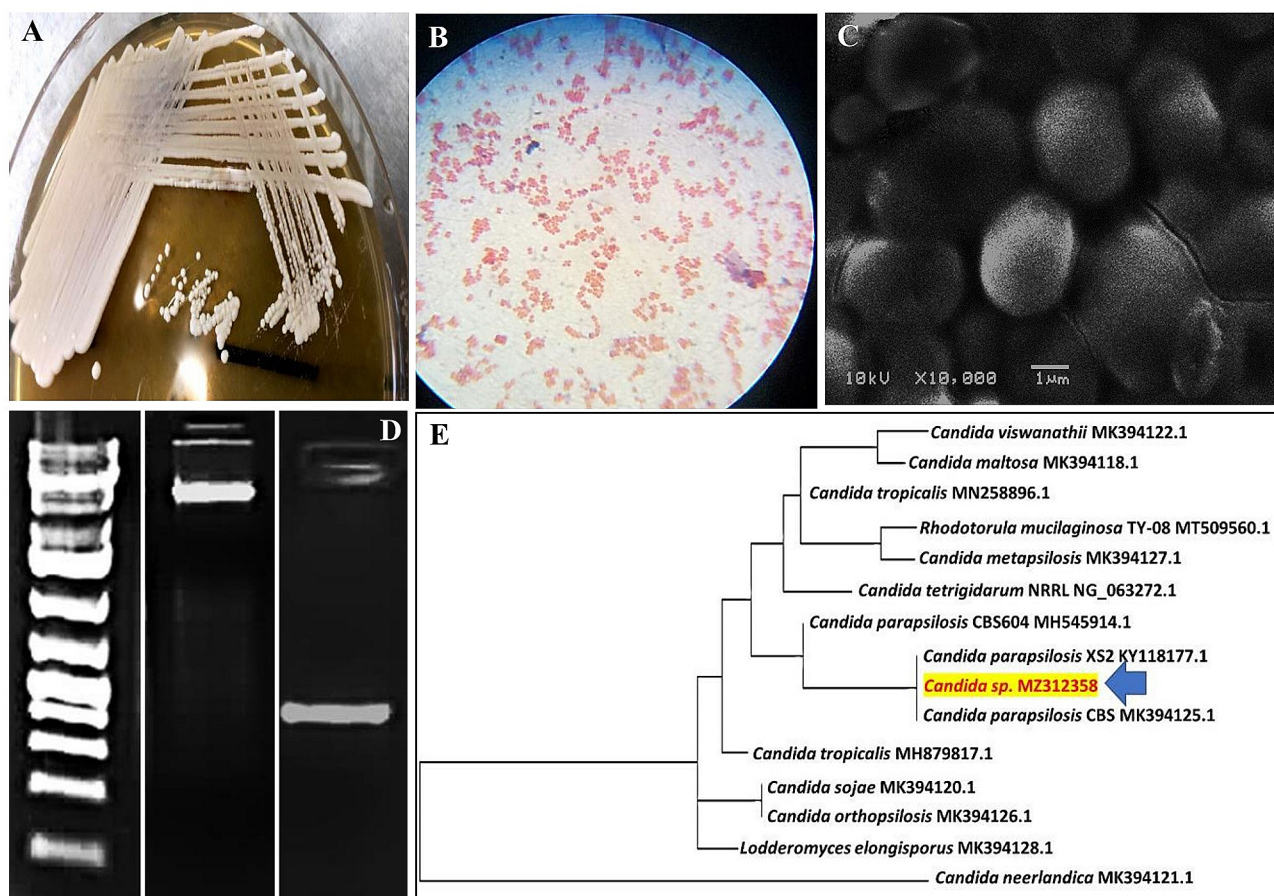 A
B
C
10kV X10,000 1µm
D
E
Candida viswanathii MK394122.1
Candida maltosa MK394118.1
Candida tropicalis MN258896.1
Rhodotorula mucilaginosa TY-08 MT509560.1
Candida metapsilosis MK394127.1
Candida tetrigidarum NRRL NG_063272.1
Candida parapsilosis CBS604 MH545914.1
Candida parapsilosis XS2 KY118177.1
Candida sp. MZ312358
Candida parapsilosis CBS MK394125.1
Candida tropicalis MH879817.1
Candida sojae MK394120.1
Candida orthopsilosis MK394126.1
Lodderomyces elongisporus MK394128.1
Candida neerlandica MK394121.1